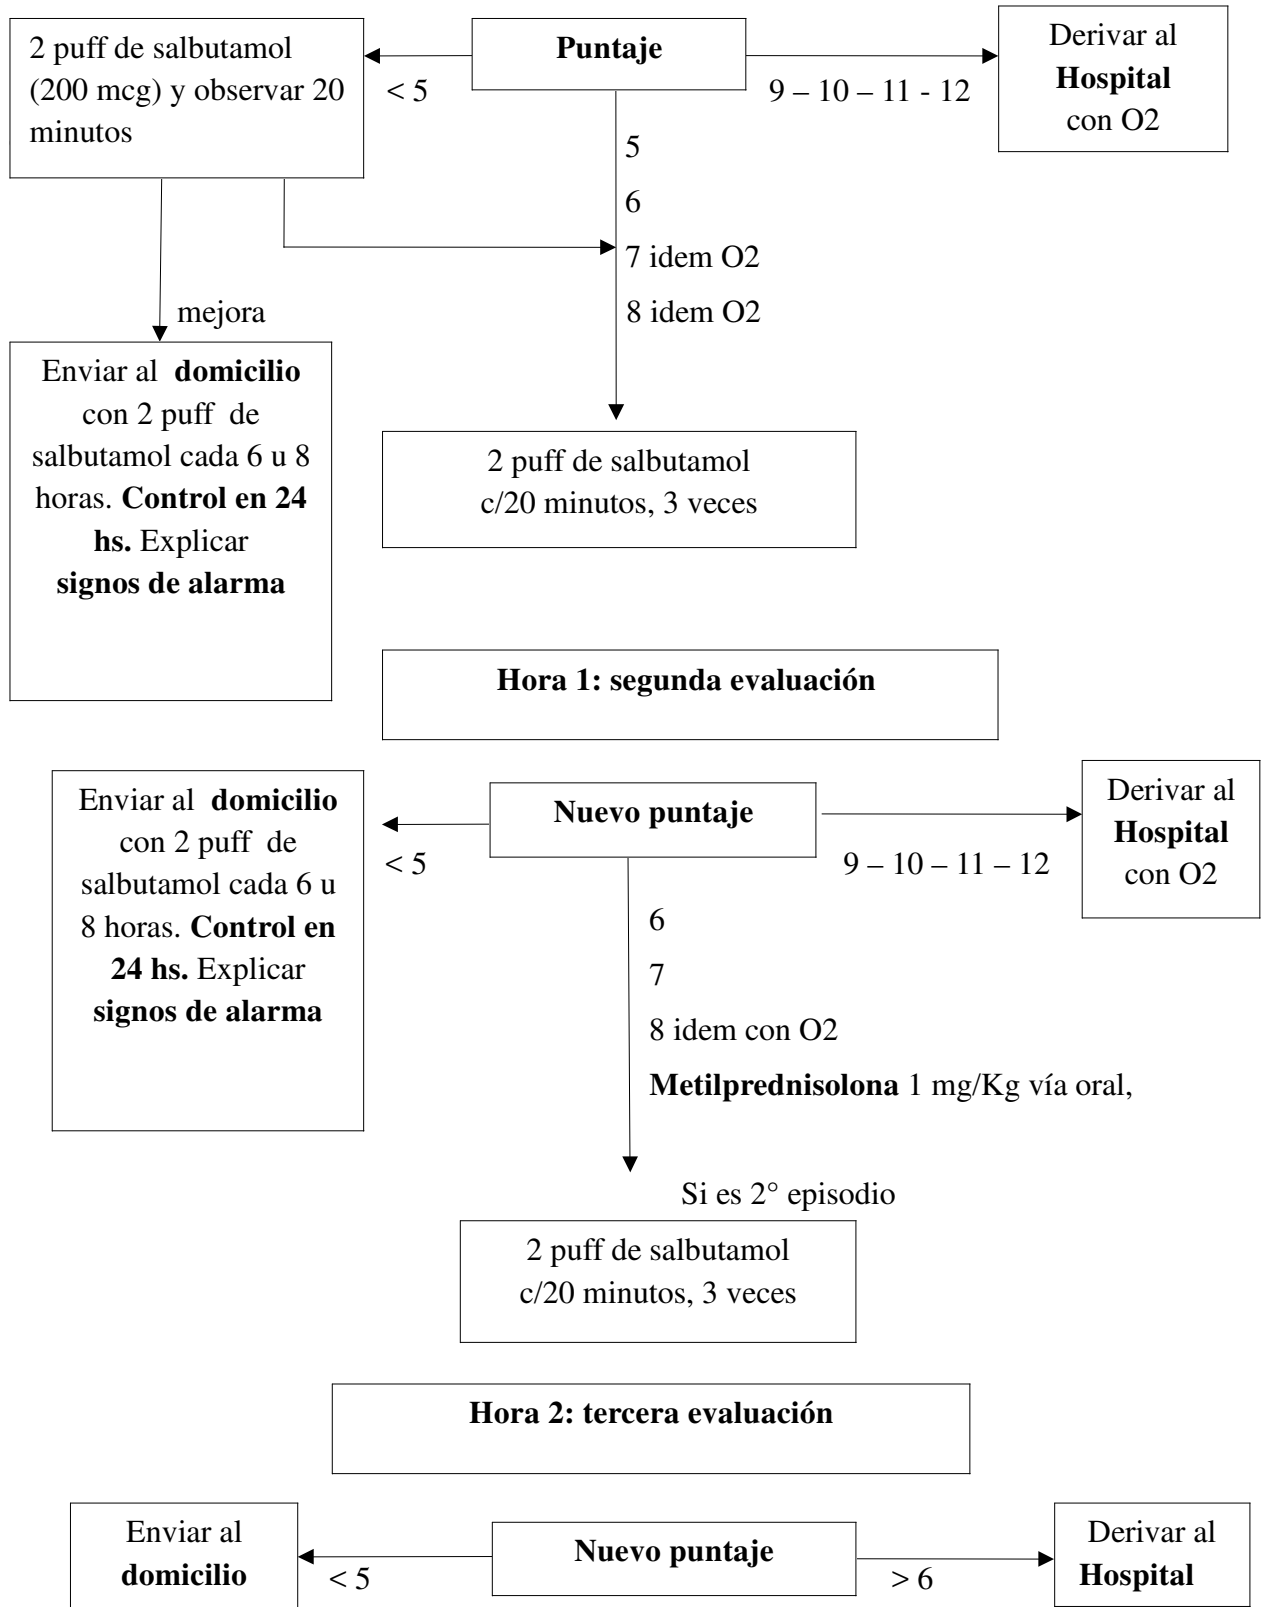 2 puff de salbutamol
(200 mcg) y observar 20
minutos
< 5
Puntaje
9 – 10 – 11 - 12
Derivar al
Hospital
con O2
5
6
7 idem O2
8 idem O2
mejora
Enviar al domicilio
con 2 puff de
salbutamol cada 6 u 8
horas. Control en 24
hs. Explicar
signos de alarma
2 puff de salbutamol
c/20 minutos, 3 veces
Hora 1: segunda evaluación
Enviar al domicilio
con 2 puff de
salbutamol cada 6 u
8 horas. Control en
24 hs. Explicar
signos de alarma
< 5
Nuevo puntaje
9 – 10 – 11 – 12
Derivar al
Hospital
con O2
6
7
8 idem con O2
Metilprednisolona 1 mg/Kg vía oral,
Si es 2° episodio
2 puff de salbutamol
c/20 minutos, 3 veces
Hora 2: tercera evaluación
Enviar al
domicilio
< 5
Nuevo puntaje
> 6
Derivar al
Hospital